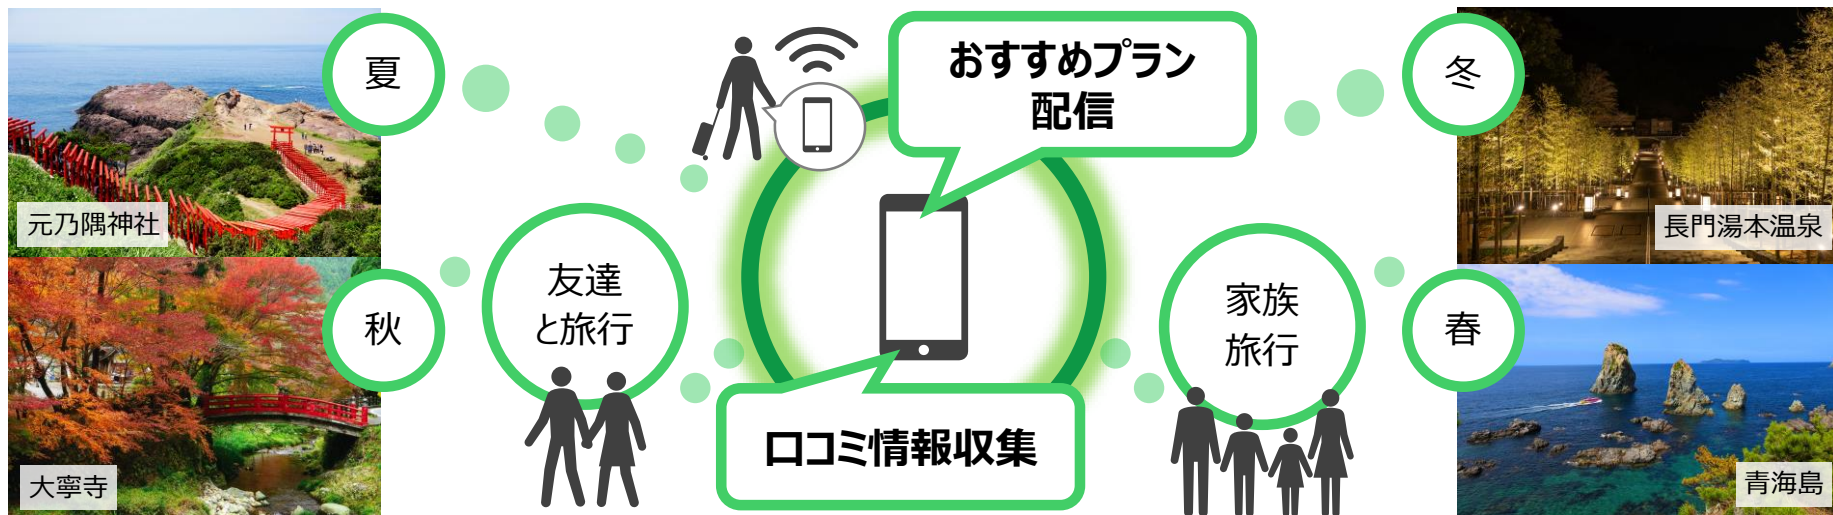 夏
元乃隅神社
秋
大寧寺
友達
と旅行
おすすめプラン
配信
口コミ情報収集
家族
旅行
冬
長門湯本温泉
春
青海島